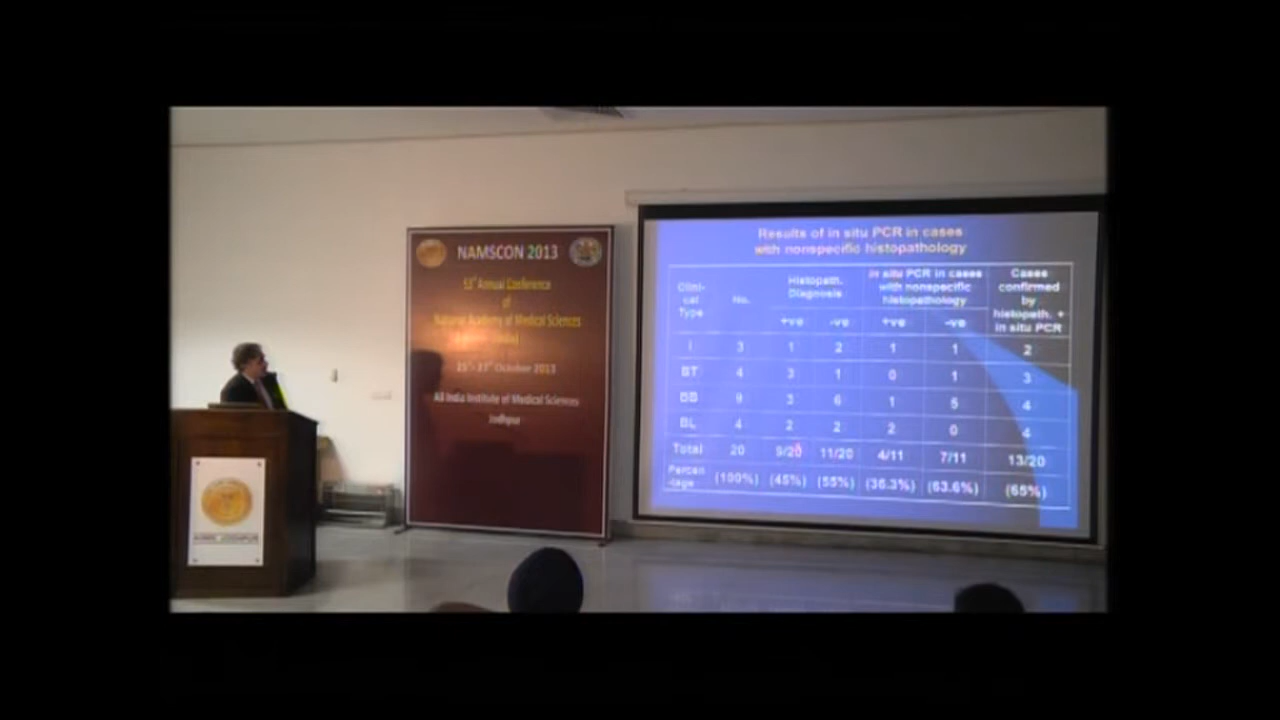 NAMSCON 2013
53rd Annual Conference
of
National Academy of Medical Sciences
October 2013
All India Institute of Medical Sciences
Jodhpur
Results of in situ PCR in cases
with nonspecific histopathology
Clini-
cal
Type
No.
Histopath.
Diagnosis
in situ PCR in cases
with nonspecific
histopathology
Cases
confirmed
by
histopath. +
in situ PCR
+ve -ve +ve -ve
I 3 1 2 1 1 2
BT 4 3 1 0 1 3
BB 9 3 6 1 5 4
BL 4 2 2 2 0 4
Total 20 9/20 11/20 4/11 7/11 13/20
Percen
-tage (100%) (45%) (55%) (36.3%) (63.6%) (65%)